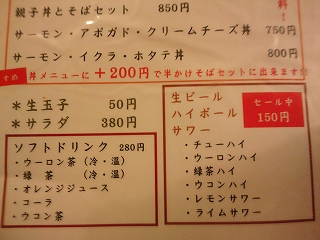 親子丼とそばセット 850円
料!
サーモン・アボガド・クリームチーズ丼 750円
サーモン・イクラ・ホタテ丼 800円
すめ 丼メニューに+200円で半かけそばセットに出来ます!!
*生玉子 50円
*サラダ 380円
ソフトドリンク 280円
・ウーロン茶 (冷・温)
・緑 茶 (冷・温)
・オレンジジュース
・コーラ
・ウコン茶
生ビール
ハイボール
サワー
セール中
150円
・チューハイ
・ウーロンハイ
・緑茶ハイ
・ウコンハイ
・レモンサワー
・ライムサワー